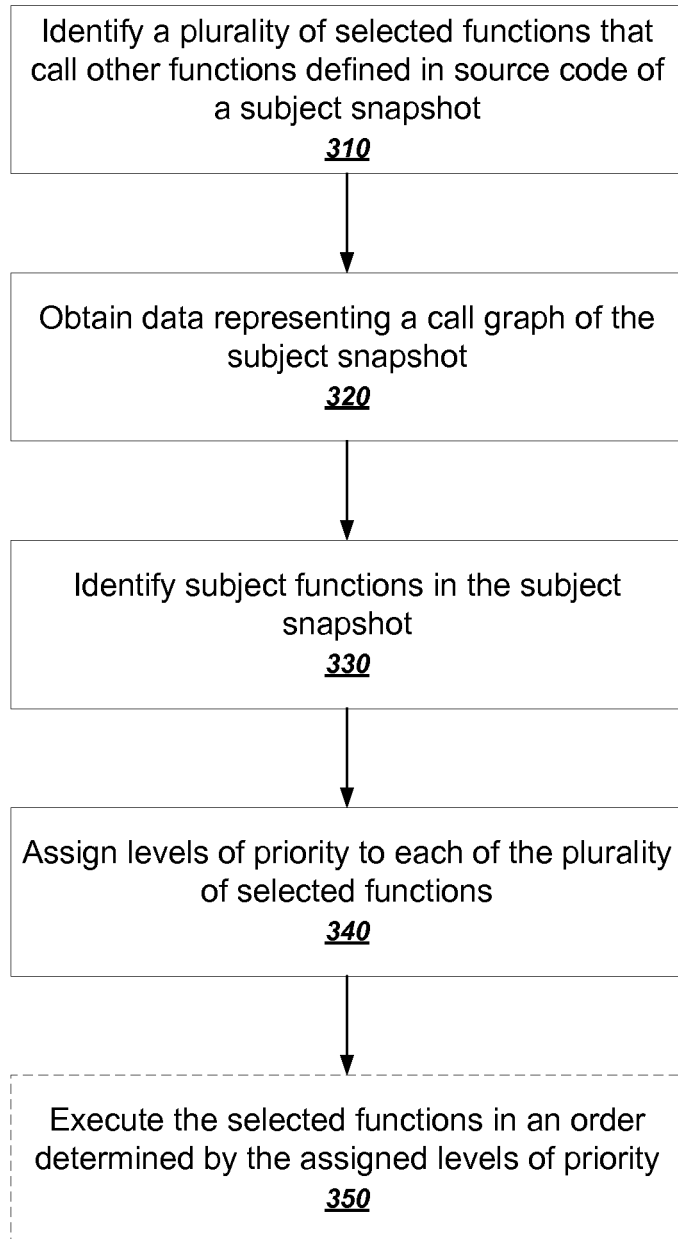 Identify a plurality of selected functions that
call other functions defined in source code of
a subject snapshot
310
Obtain data representing a call graph of the
subject snapshot
320
Identify subject functions in the subject
snapshot
330
Assign levels of priority to each of the plurality
of selected functions
340
Execute the selected functions in an order
determined by the assigned levels of priority
350